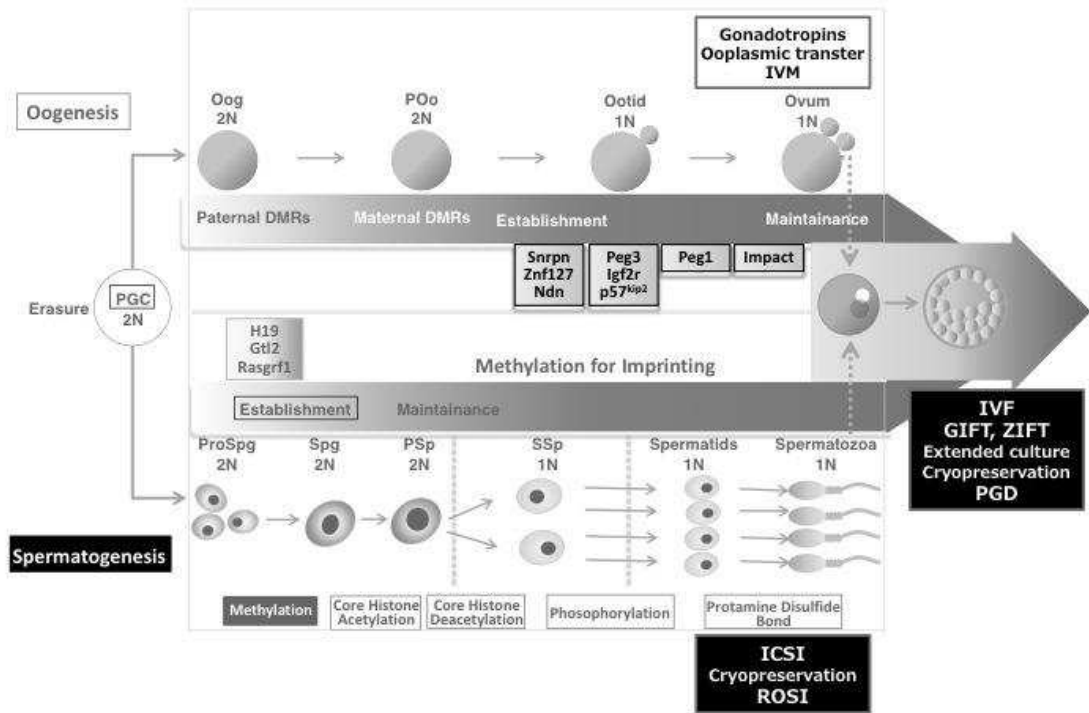 Gonadotropins
Ooplasmic transter
IVM
Oogenesis
Oog
2N
POo
2N
Ootid
1N
Ovum
1N
Paternal DMRs
Maternal DMRs
Establishment
Maintainance
Snrpn
Znf127
Ndn
Peg3
Igf2r
p57kip2
Peg1
Impact
Erasure
PGC
2N
H19
Gtl2
Rasgrf1
Methylation for Imprinting
Establishment
Maintainance
IVF
GIFT, ZIFT
Extended culture
Cryopreservation
PGD
ProSpg
2N
Spg
2N
PSp
2N
SSp
1N
Spermatids
1N
Spermatozoa
1N
Spermatogenesis
Methylation
Core Histone
Acetylation
Core Histone
Deacetylation
Phosophorylation
Protamine Disulfide
Bond
ICSI
Cryopreservation
ROSI